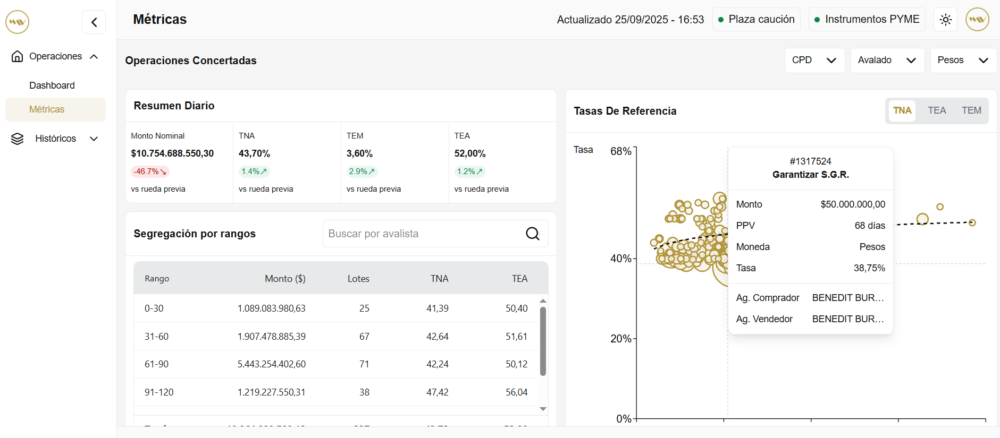 Métricas
Actualizado 25/09/2025 - 16:53
Plaza caución
Instrumentos PYME
Operaciones
Dashboard
Métricas
Históricos
Operaciones Concertadas
CPD
Avalado
Pesos
Resumen Diario
Monto Nominal
$10.754.688.550,30
-46.7%↘
vs rueda previa
TNA
43,70%
1.4%↗
vs rueda previa
TEM
3,60%
2.9%↗
vs rueda previa
TEA
52,00%
1.2%↗
vs rueda previa
Segregación por rangos
Buscar por avalista
Rango Monto ($) Lotes TNA TEA
0-30 1.089.083.980,63 25 41,39 50,40
31-60 1.907.478.885,39 67 42,64 51,61
61-90 5.443.254.402,60 71 42,24 50,12
91-120 1.219.227.550,31 38 47,42 56,04
Tasas De Referencia
TNA TEA TEM
Tasa
68%
40%
20%
0%
#1317524
Garantizar S.G.R.
Monto $50.000.000,00
PPV 68 días
Moneda Pesos
Tasa 38,75%
Ag. Comprador BENEDIT BUR…
Ag. Vendedor BENEDIT BUR…